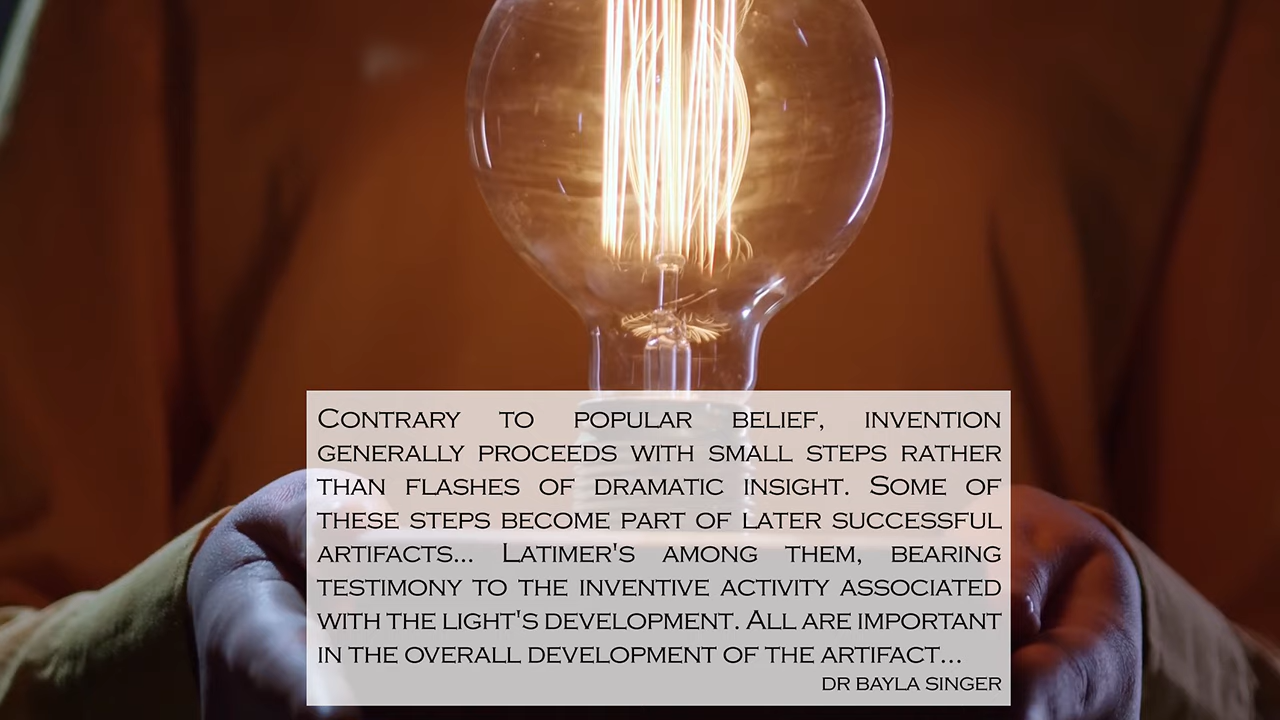 Contrary to popular belief, invention
generally proceeds with small steps rather
than flashes of dramatic insight. Some of
these steps become part of later successful
artifacts... Latimer's among them, bearing
testimony to the inventive activity associated
with the light's development. All are important
in the overall development of the artifact...
DR BAYLA SINGER